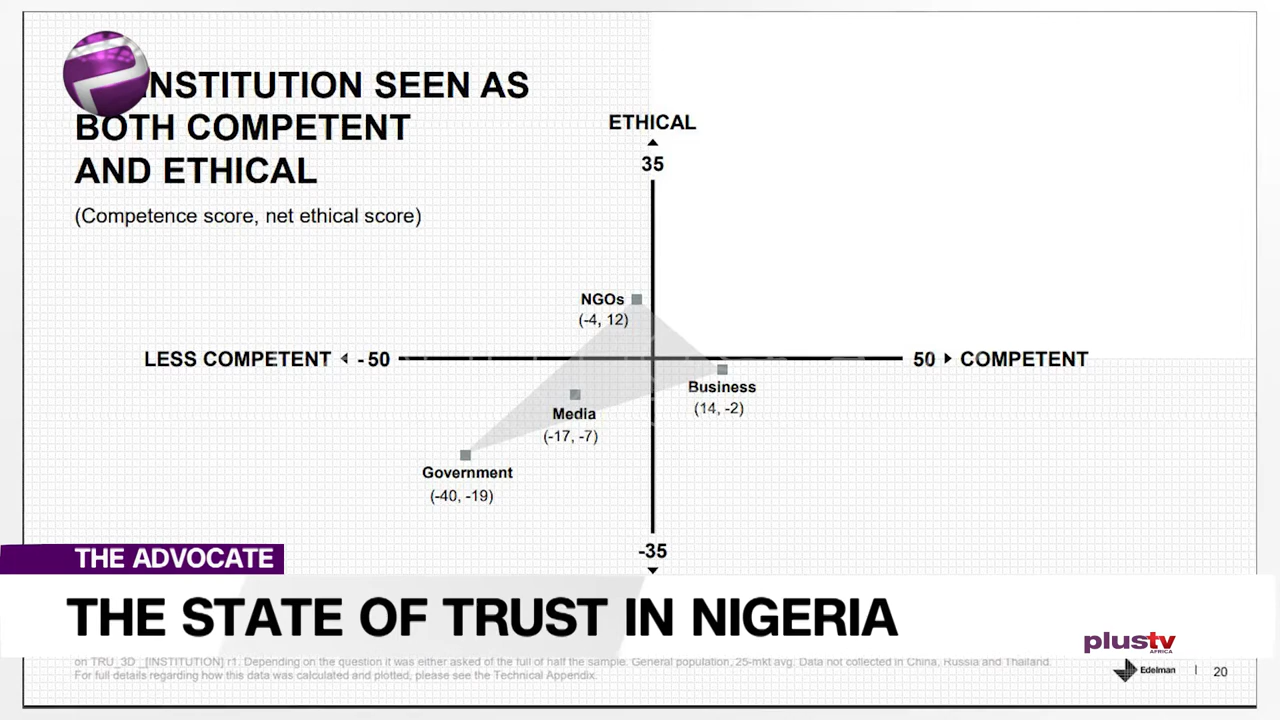 INSTITUTION SEEN AS
BOTH COMPETENT
AND ETHICAL
(Competence score, net ethical score)
ETHICAL
35
NGOs
(-4, 12)
LESS COMPETENT
- 50
50
COMPETENT
Business
(14, -2)
Media
(-17, -7)
Government
(-40, -19)
-35
THE ADVOCATE
THE STATE OF TRUST IN NIGERIA
plustv
AFRICA
on TRU_3D_[INSTITUTION] r1. Depending on the question it was either asked of the full of half the sample. General population, 25-mkt avg. Data not collected in China, Russia and Thailand.
For full details regarding how this data was calculated and plotted, please see the Technical Appendix.
Edelman
20